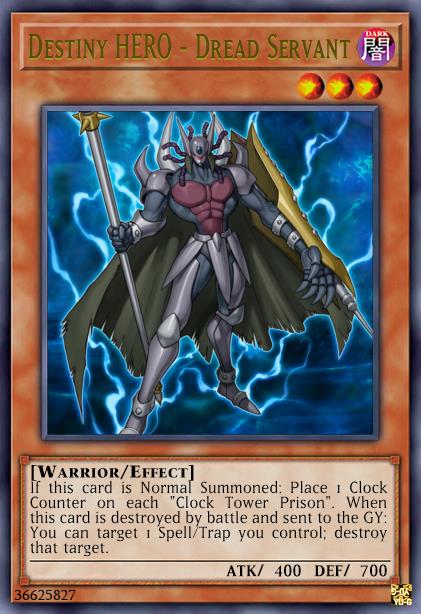 Destiny HERO - Dread Servant
DARK
闇
[Warrior/Effect]
If this card is Normal Summoned: Place 1 Clock
Counter on each "Clock Tower Prison". When
this card is destroyed by battle and sent to the GY:
You can target 1 Spell/Trap you control; destroy
that target.
ATK/ 400 DEF/ 700
36625827